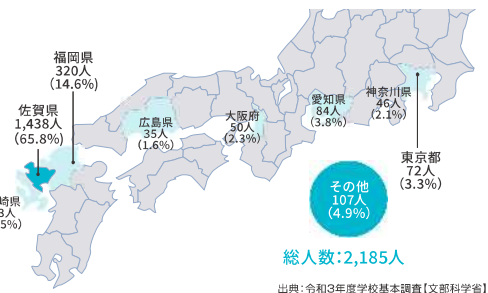 福岡県
320人
(14.6%)
佐賀県
1,438人
(65.8%)
広島県
35人
(1.6%)
大阪府
50人
(2.3%)
愛知県
84人
(3.8%)
神奈川県
46人
(2.1%)
東京都
72人
(3.3%)
崎県
3人
5%)
その他
107人
(4.9%)
総人数:2,185人
出典:令和3年度学校基本調査【文部科学省】